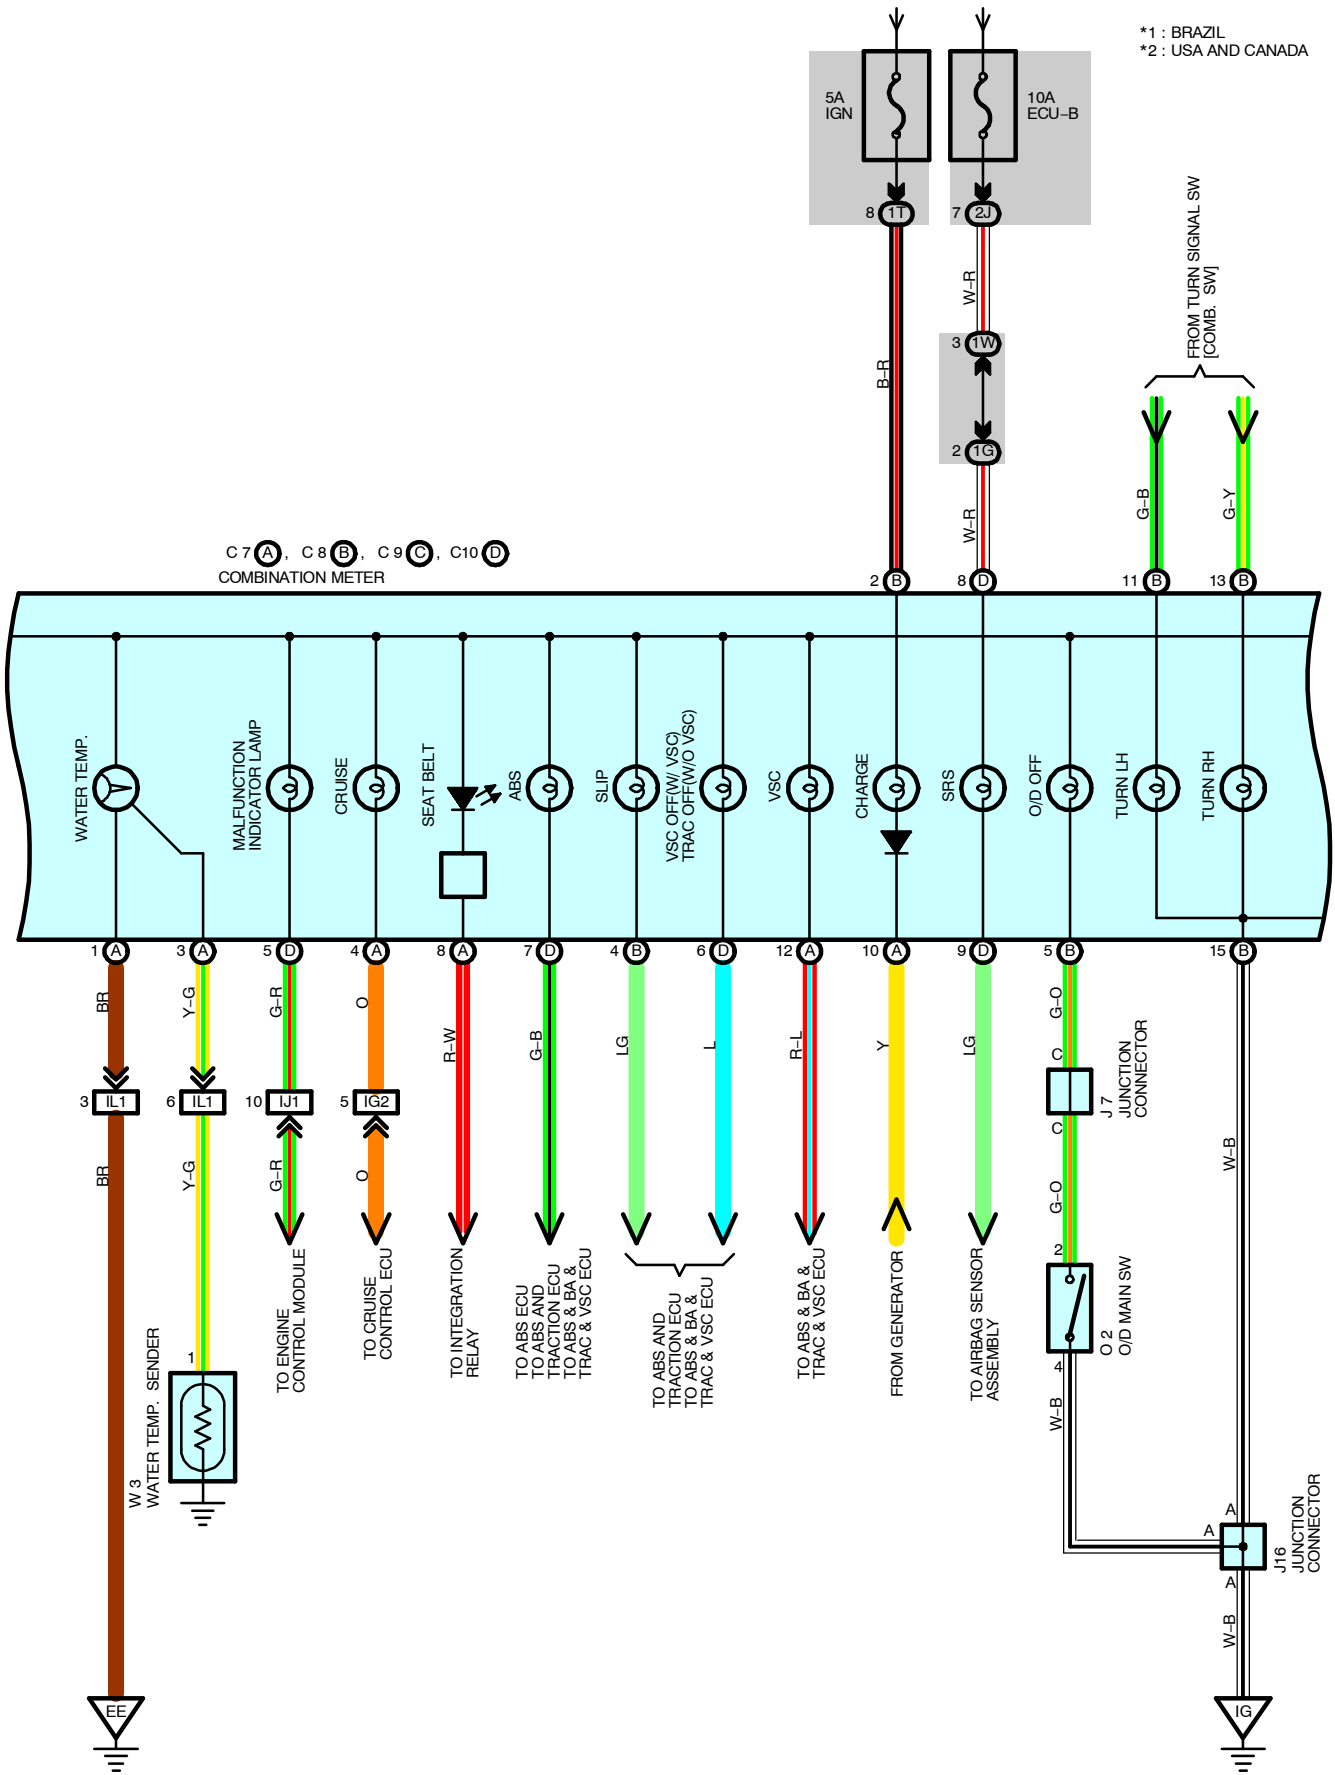 *1 : BRAZIL
*2 : USA AND CANADA
5A
IGN
10A
ECU-B
8 1T
7 2J
W-R
3 1W
B-R
2 1G
W-R
FROM TURN SIGNAL SW
[COMB. SW]
G-B
G-Y
C 7 A , C 8 B , C 9 C , C10 D
COMBINATION METER
2 B
8 D
11 B
13 B
WATER TEMP.
MALFUNCTION
INDICATOR LAMP
CRUISE
SEAT BELT
ABS
SLIP
VSC OFF(W/ VSC)
TRAC OFF(W/O VSC)
VSC
CHARGE
SRS
O/D OFF
TURN LH
TURN RH
1 A
3 A
5 D
4 A
8 A
7 D
4 B
6 D
12 A
10 A
9 D
5 B
15 B
BR
Y-G
G-R
O
R-W
G-B
LG
L
R-L
Y
LG
G-O
C
J 7
JUNCTION
CONNECTOR
C
3 IL1
6 IL1
10 IJ1
5 IG2
BR
Y-G
G-R
O
G-O
W-B
2
O 2
O/D MAIN SW
4
TO ENGINE
CONTROL MODULE
TO CRUISE
CONTROL ECU
TO INTEGRATION
RELAY
TO ABS ECU
TO ABS AND
TRACTION ECU
TO ABS & BA &
TRAC & VSC ECU
TO ABS AND
TRACTION ECU
TO ABS & BA &
TRAC & VSC ECU
TO ABS & BA &
TRAC & VSC ECU
FROM GENERATOR
TO AIRBAG SENSOR
ASSEMBLY
1
W 3
WATER TEMP. SENDER
W-B
A
A
J16
JUNCTION
CONNECTOR
A
W-B
EE
IG